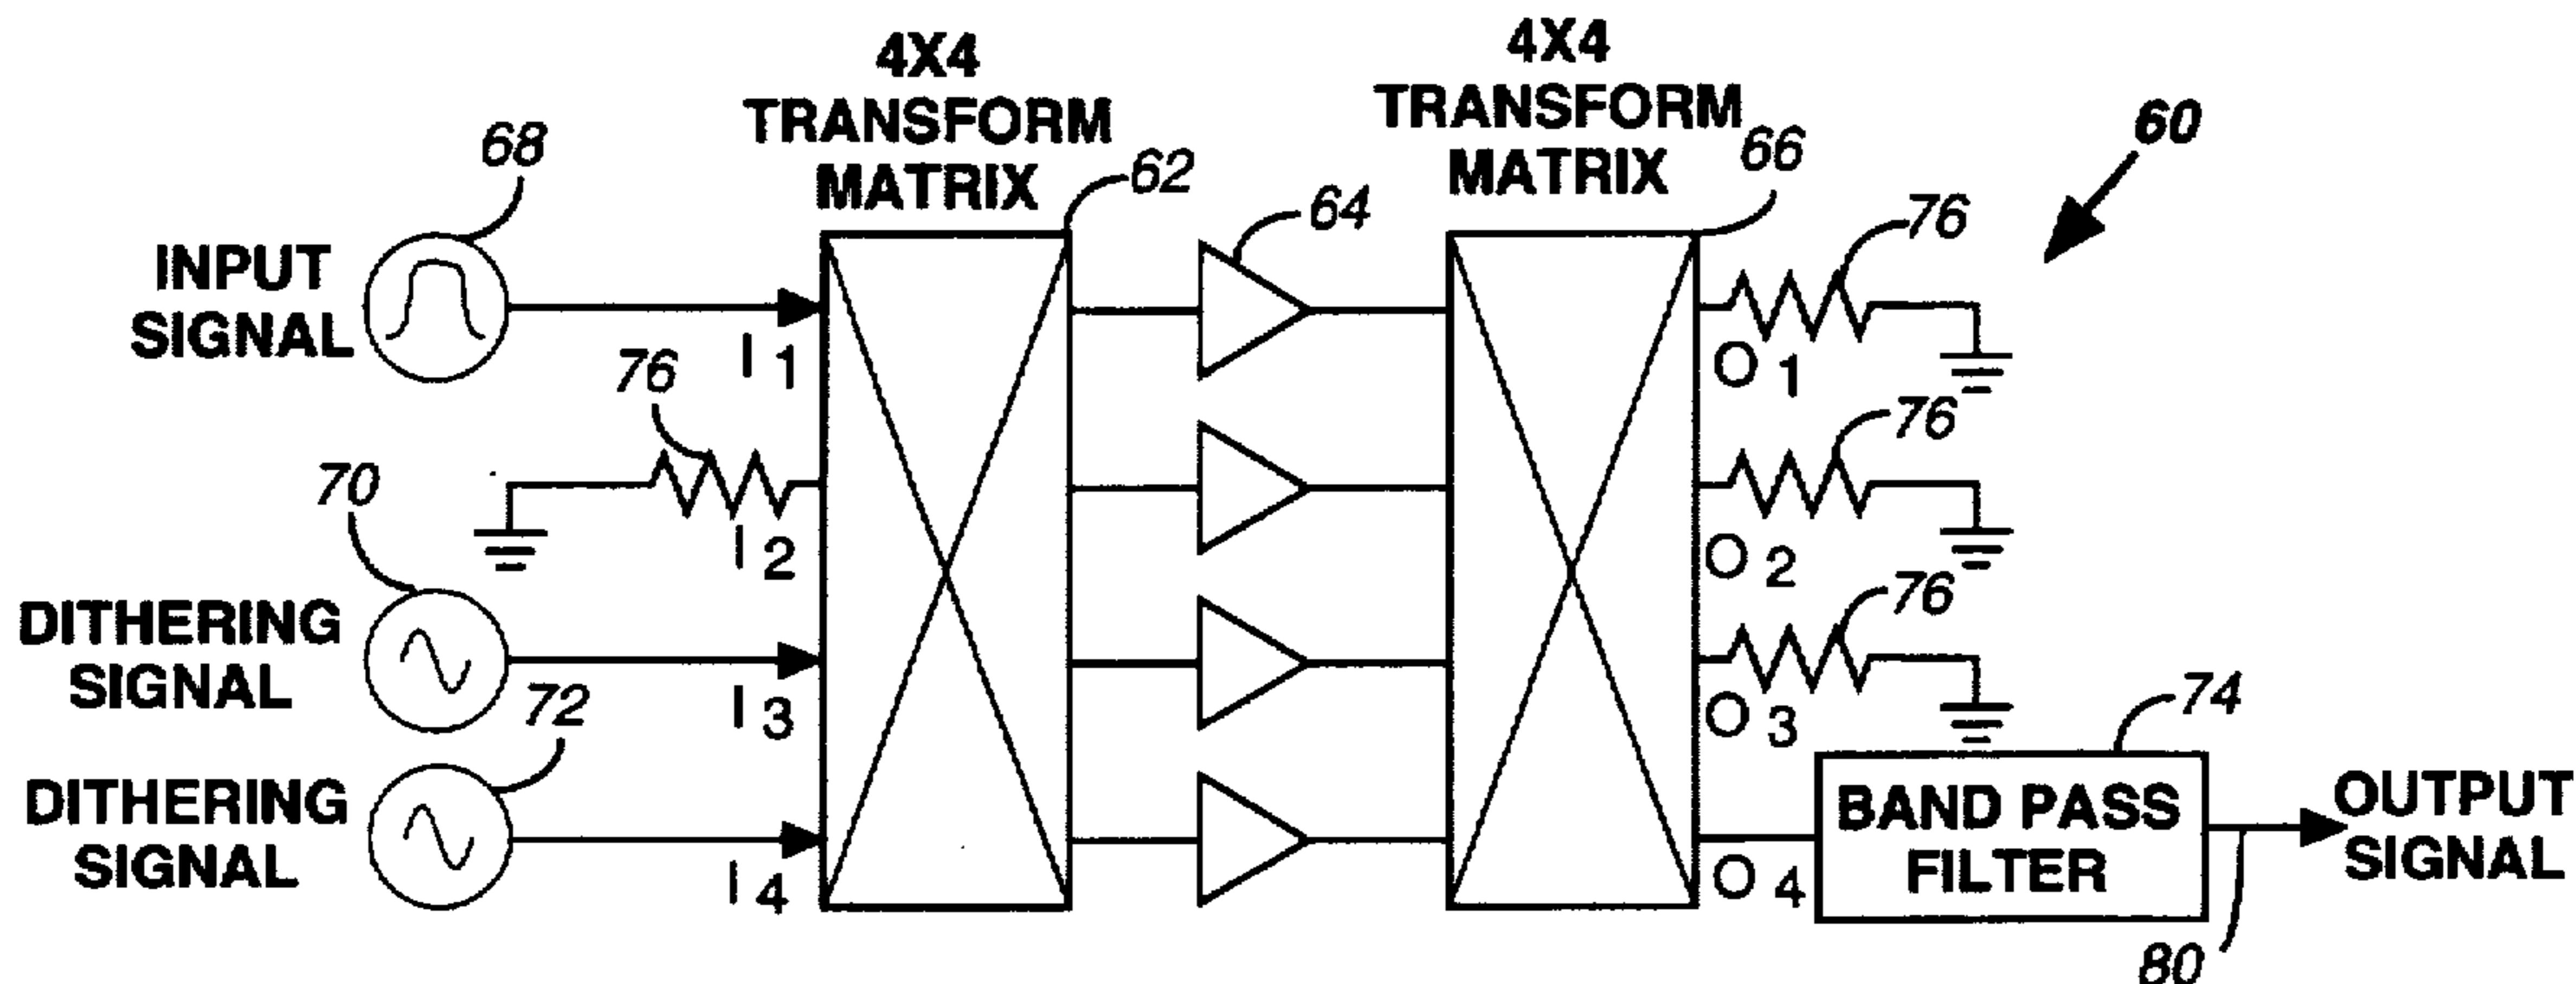 4X4
TRANSFORM
MATRIX
4X4
TRANSFORM
MATRIX
60
68
62
64
66
76
INPUT
SIGNAL
I 1
O 1
76
76
I 2
O 2
70
76
DITHERING
SIGNAL
I 3
O 3
72
74
DITHERING
SIGNAL
I 4
O 4
BAND PASS
FILTER
OUTPUT
SIGNAL
80